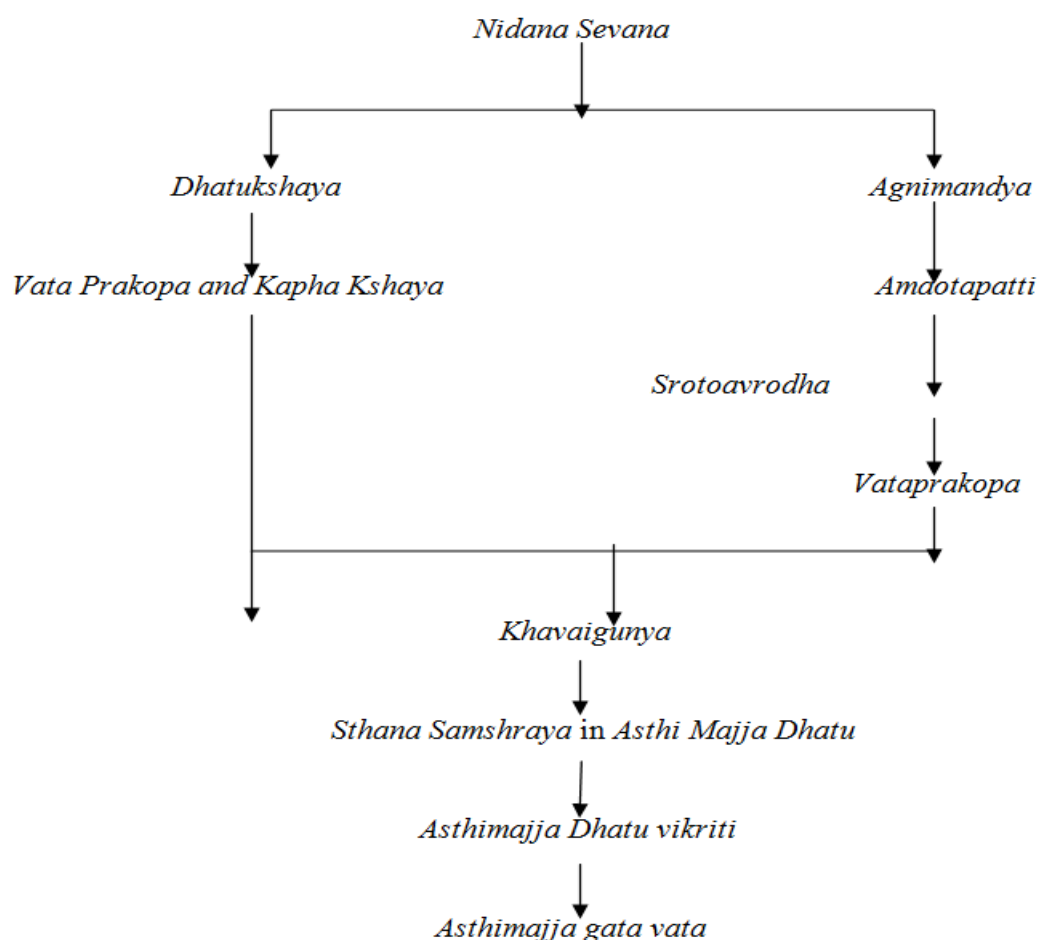 Nidana Sevana
Dhatukshaya
Agnimandya
Vata Prakopa and Kapha Kshaya
Amaotapatti
Srotoavrodha
Vataprakopa
Khavaigunya
Sthana Samshraya in Asthi Majja Dhatu
Asthimajja Dhatu vikriti
Asthimajja gata vata